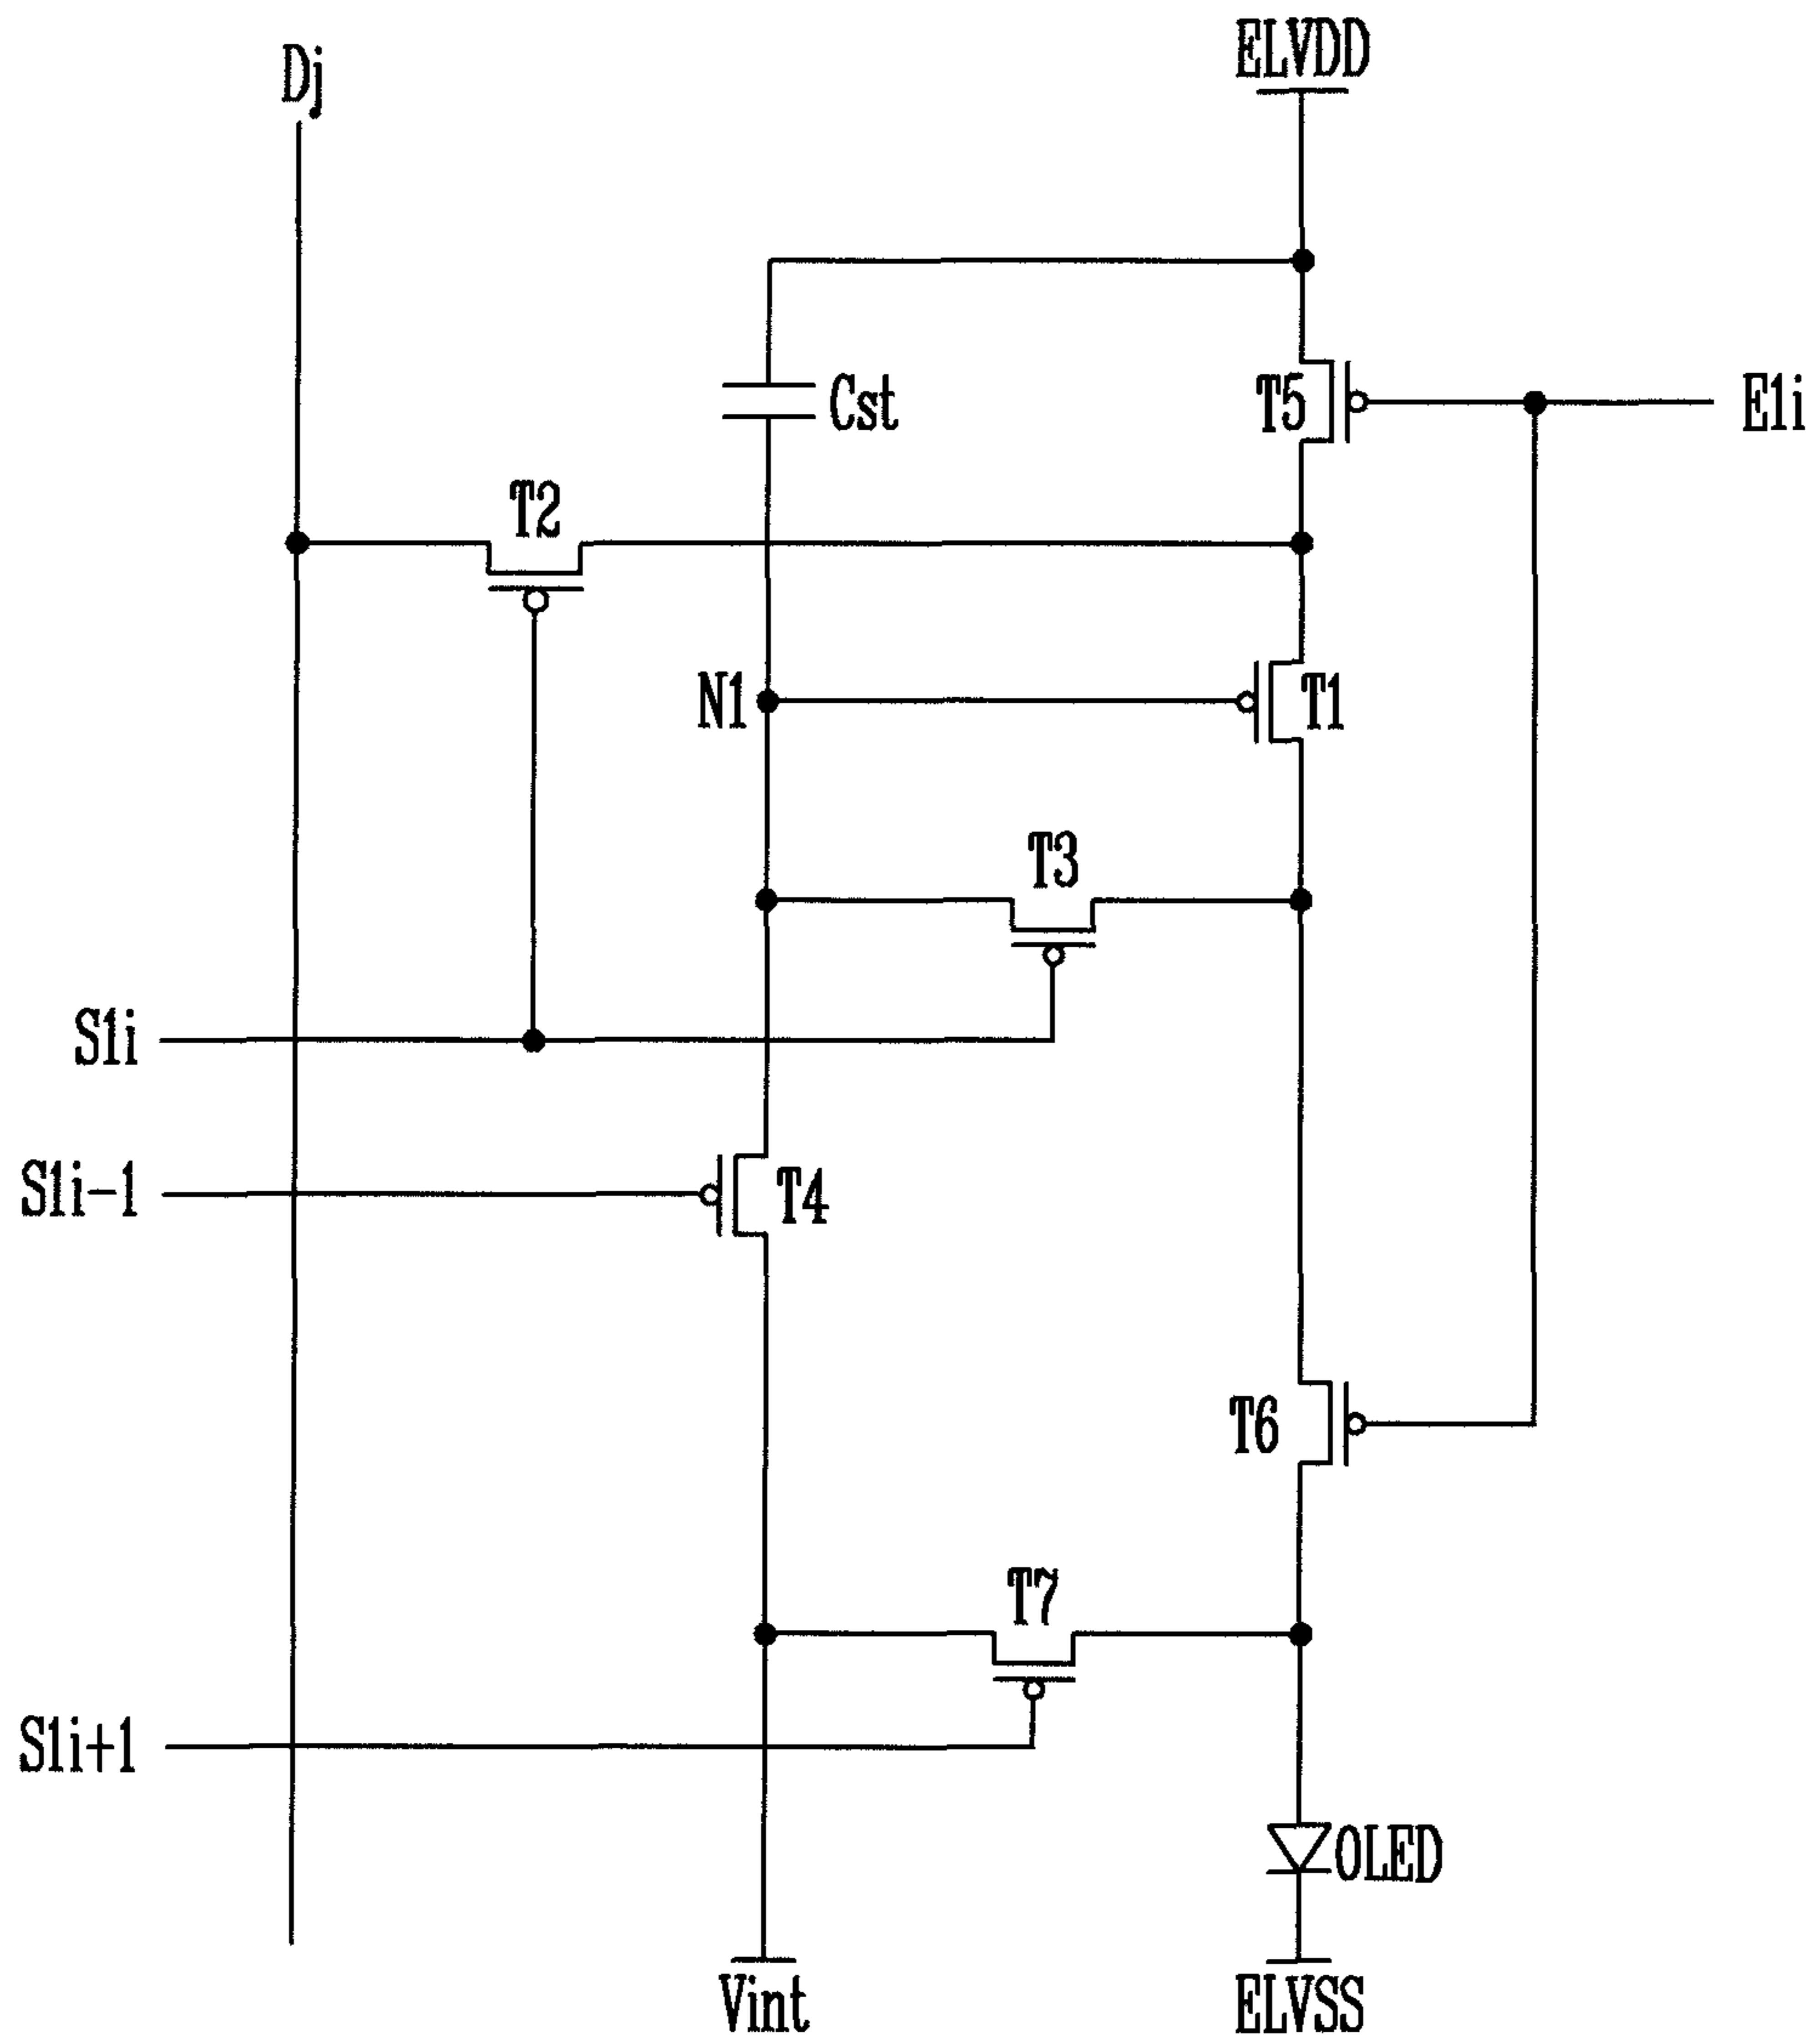 ELVDD
Dj
Cst
T5
E1i
T2
N1
T1
T3
S1i
S1i-1
T4
T6
T7
S1i+1
OLED
Vint
ELVSS